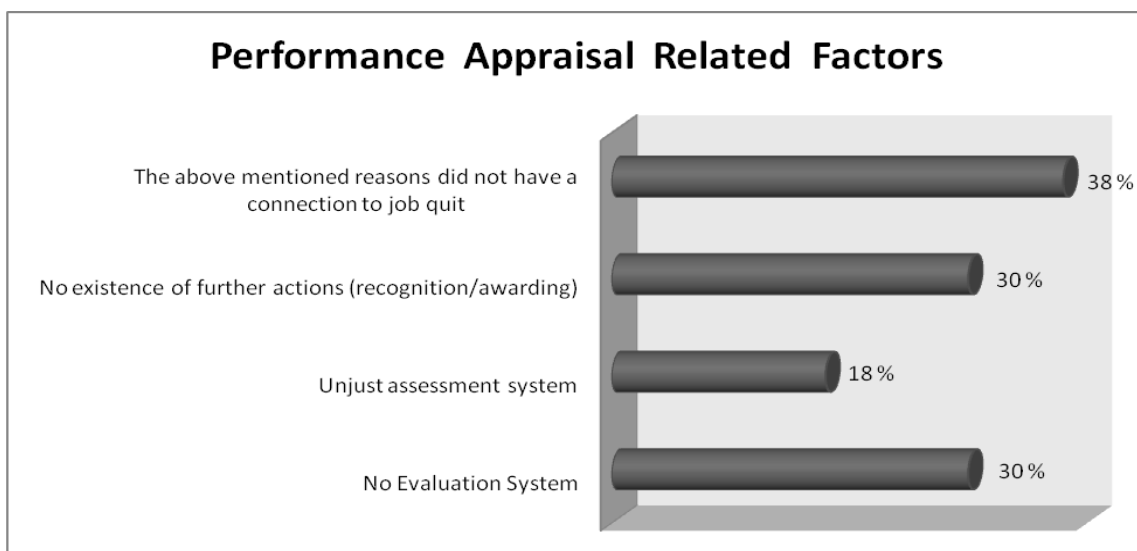 Performance Appraisal Related Factors
The above mentioned reasons did not have a
connection to job quit
38 %
No existence of further actions (recognition/awarding)
30 %
Unjust assessment system
18 %
No Evaluation System
30 %